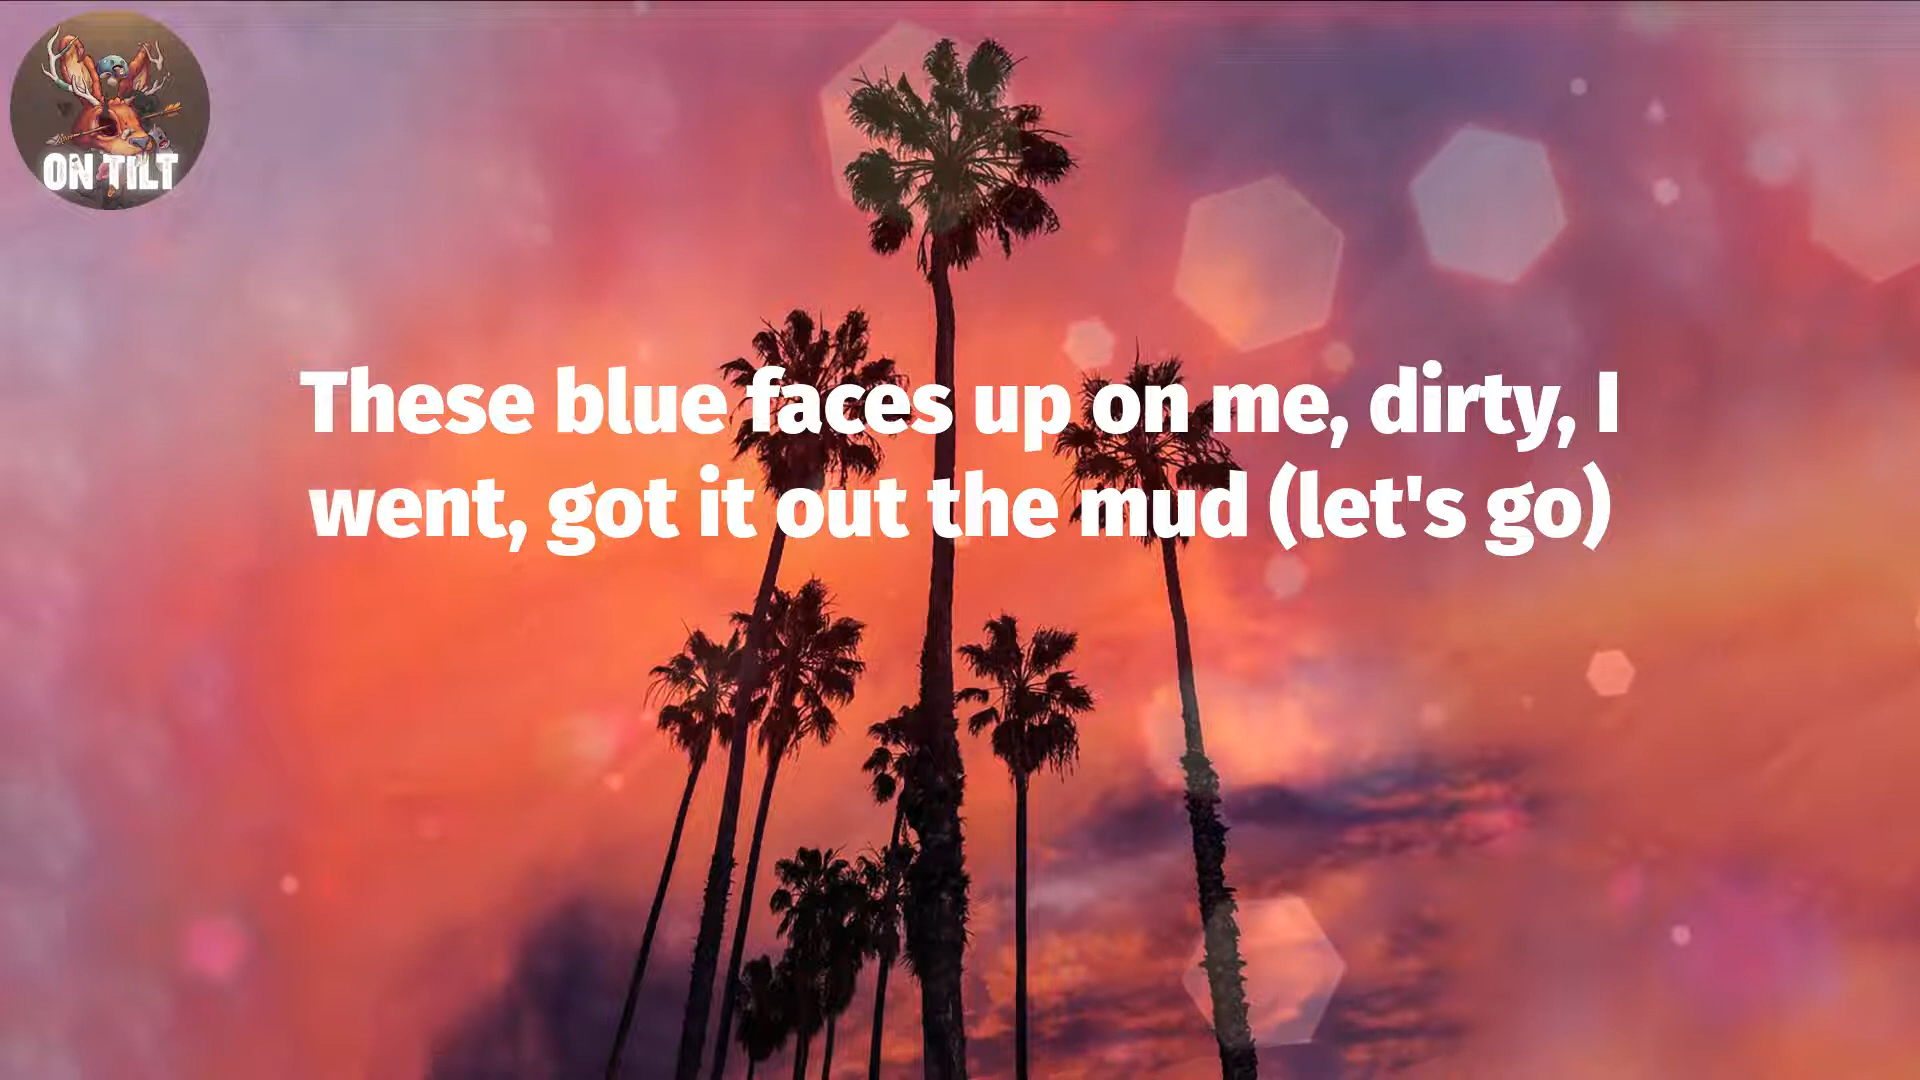 ON TILT
These blue faces up on me, dirty, I
went, got it out the mud (let's go)